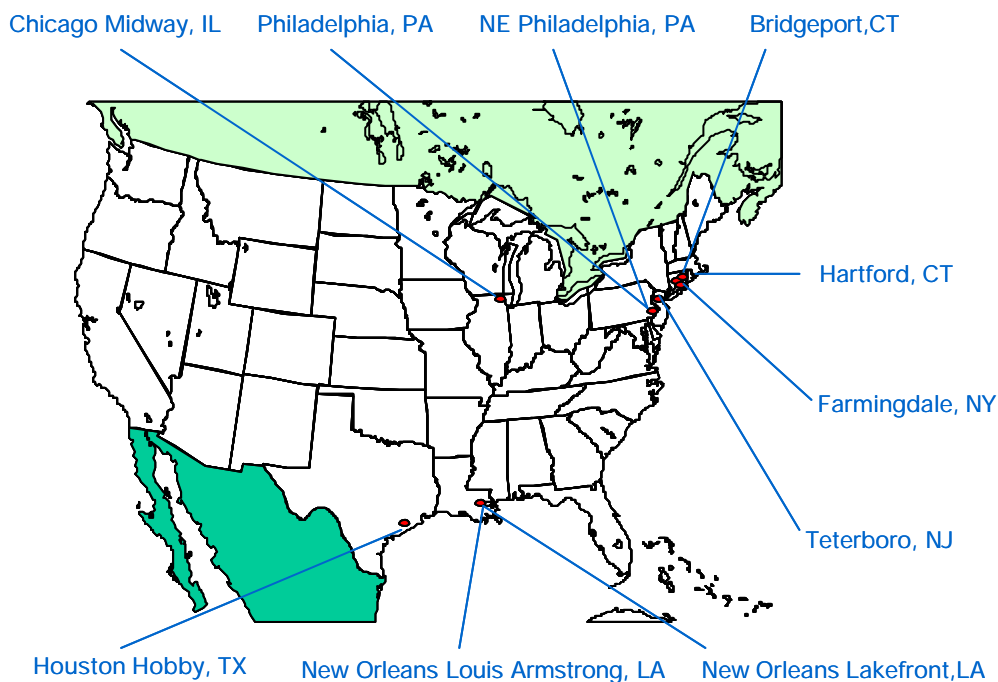 Chicago Midway, IL
Philadelphia, PA
NE Philadelphia, PA
Bridgeport,CT
Hartford, CT
Farmingdale, NY
Teterboro, NJ
Houston Hobby, TX
New Orleans Louis Armstrong, LA
New Orleans Lakefront,LA